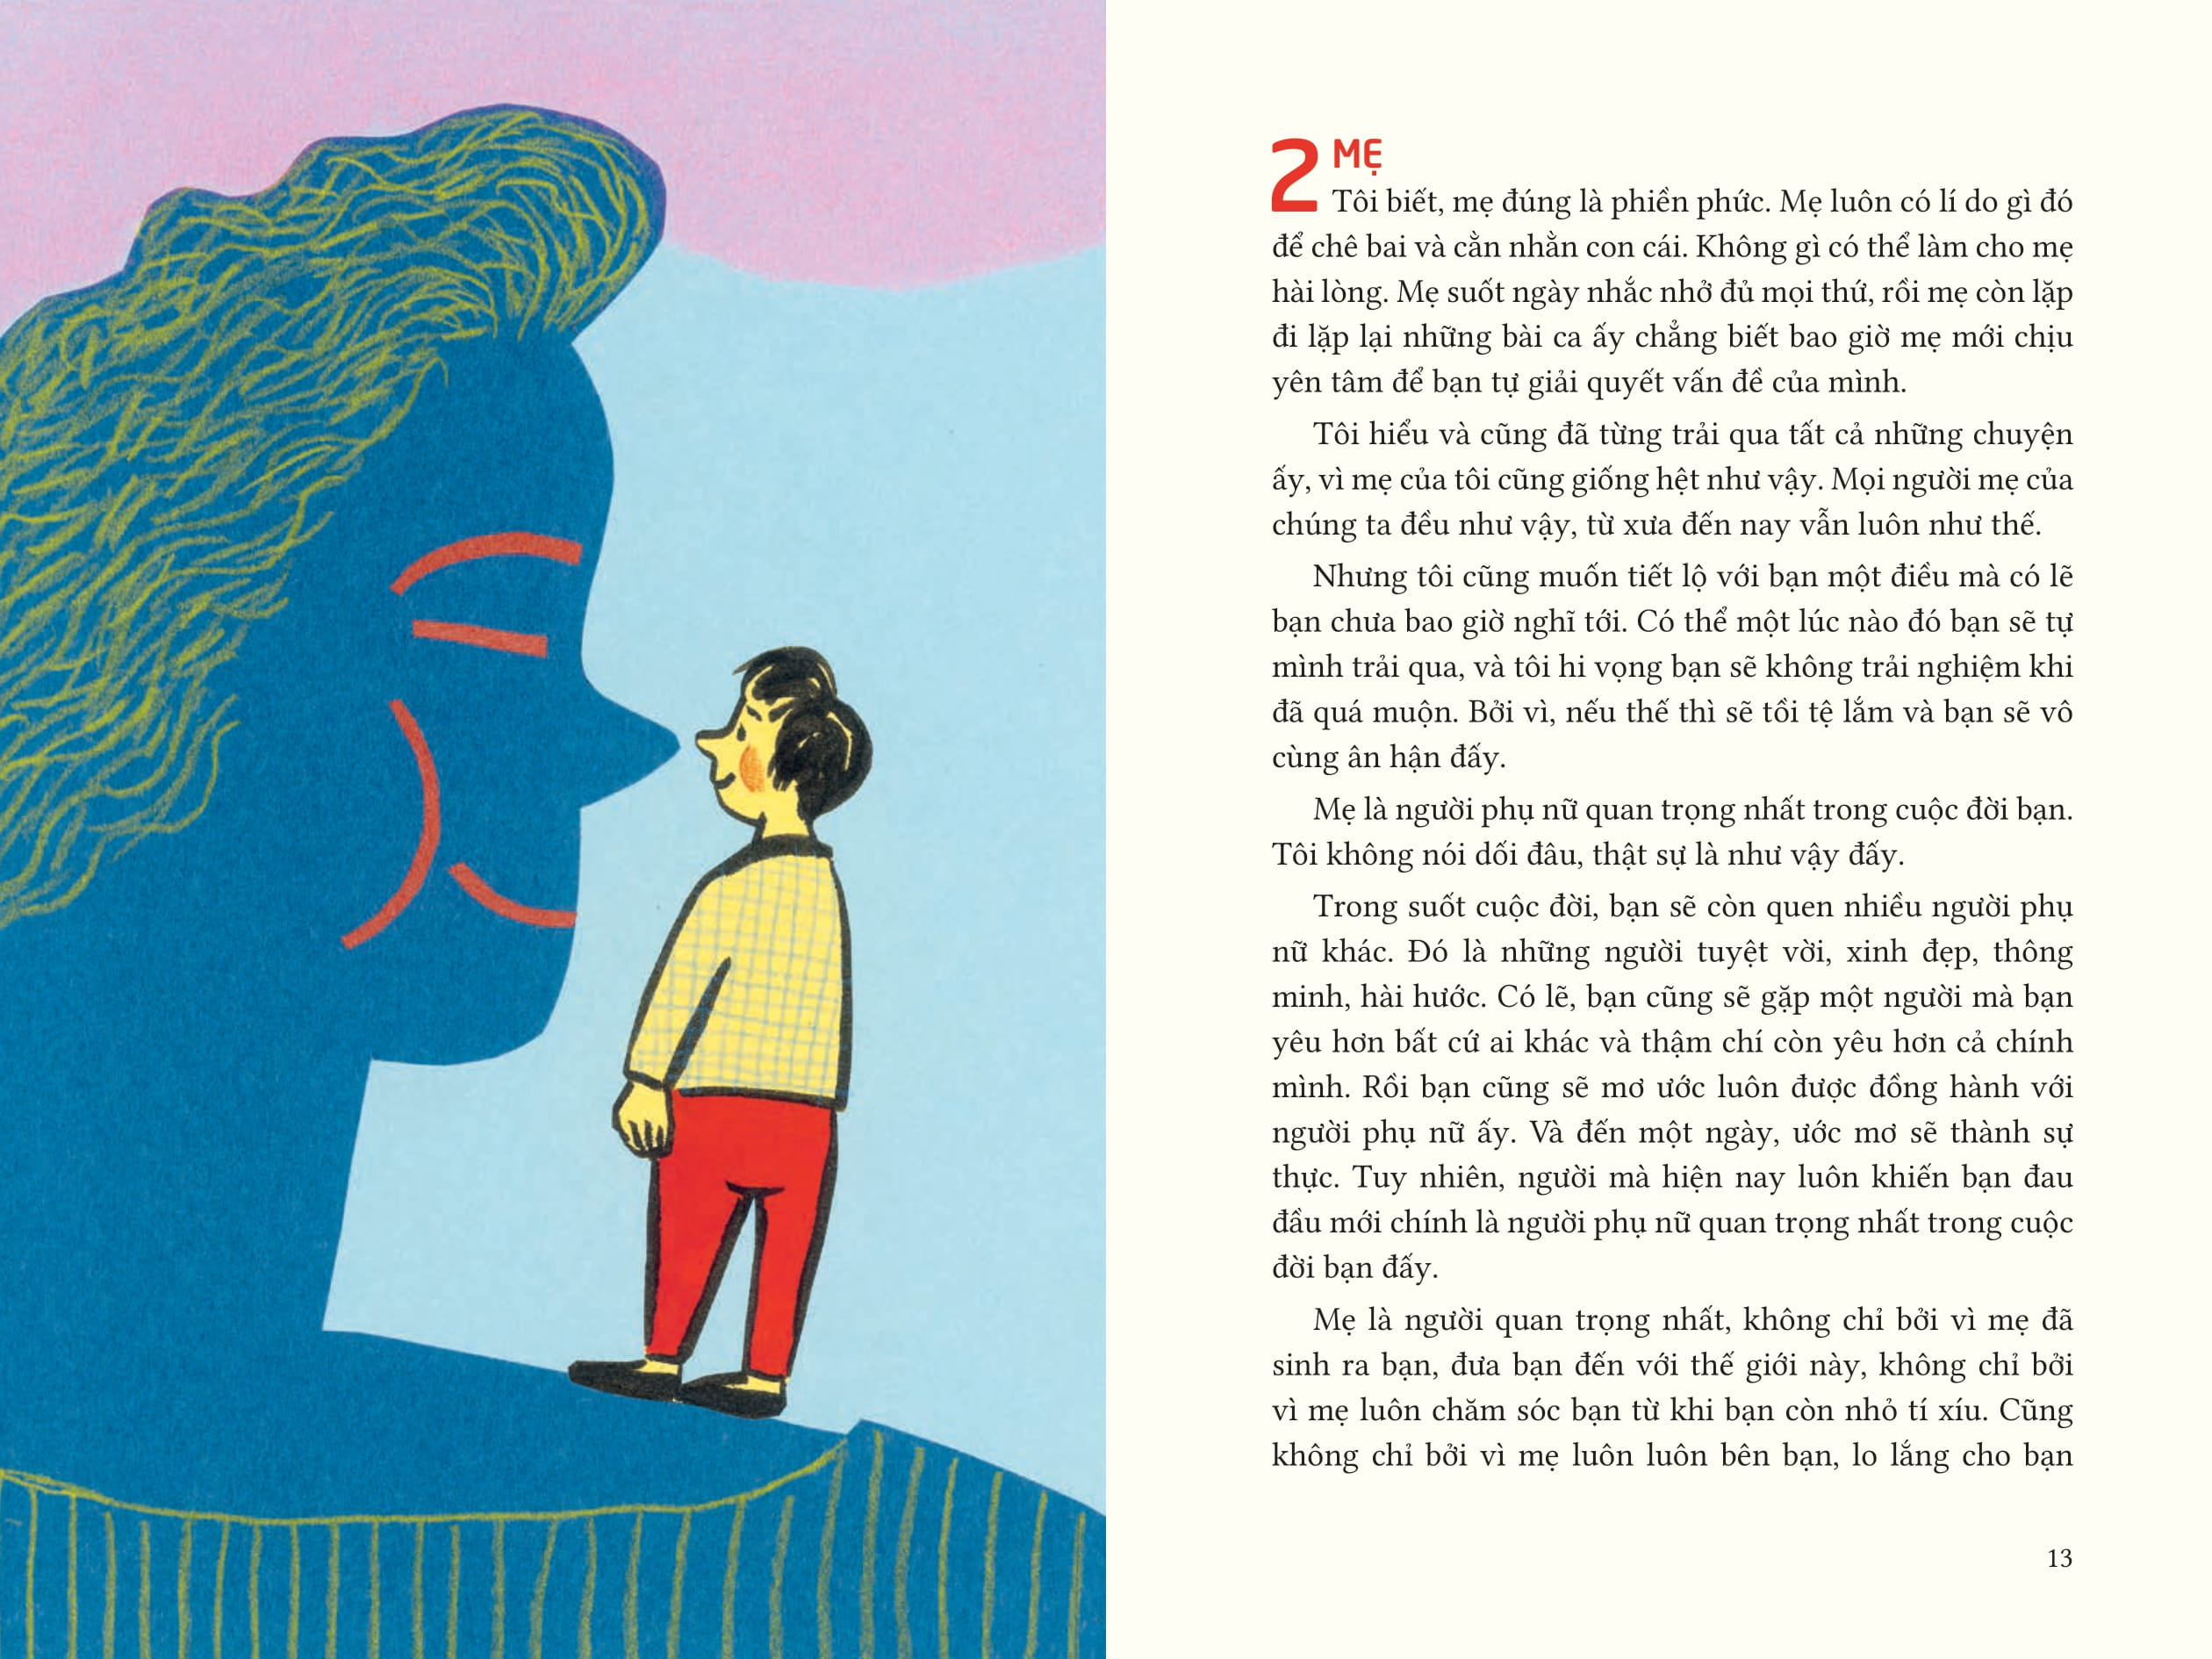 2 MẸ
Tôi biết, mẹ đúng là phiền phức. Mẹ luôn có lí do gì đó
để chê bai và cằn nhằn con cái. Không gì có thể làm cho mẹ
hài lòng. Mẹ suốt ngày nhắc nhở đủ mọi thứ, rồi mẹ còn lặp
đi lặp lại những bài ca ấy chẳng biết bao giờ mẹ mới chịu
yên tâm để bạn tự giải quyết vấn đề của mình.
Tôi hiểu và cũng đã từng trải qua tất cả những chuyện
ấy, vì mẹ của tôi cũng giống hệt như vậy. Mọi người mẹ của
chúng ta đều như vậy, từ xưa đến nay vẫn luôn như thế.
Nhưng tôi cũng muốn tiết lộ với bạn một điều mà có lẽ
bạn chưa bao giờ nghĩ tới. Có thể một lúc nào đó bạn sẽ tự
mình trải qua, và tôi hi vọng bạn sẽ không trải nghiệm khi
đã quá muộn. Bởi vì, nếu thế thì sẽ tồi tệ lắm và bạn sẽ vô
cùng ân hận đấy.
Mẹ là người phụ nữ quan trọng nhất trong cuộc đời bạn.
Tôi không nói dối đâu, thật sự là như vậy đấy.
Trong suốt cuộc đời, bạn sẽ còn quen nhiều người phụ
nữ khác. Đó là những người tuyệt vời, xinh đẹp, thông
minh, hài hước. Có lẽ, bạn cũng sẽ gặp một người mà bạn
yêu hơn bất cứ ai khác và thậm chí còn yêu hơn cả chính
mình. Rồi bạn cũng sẽ mơ ước luôn được đồng hành với
người phụ nữ ấy. Và đến một ngày, ước mơ sẽ thành sự
thực. Tuy nhiên, người mà hiện nay luôn khiến bạn đau
đầu mới chính là người phụ nữ quan trọng nhất trong cuộc
đời bạn đấy.
Mẹ là người quan trọng nhất, không chỉ bởi vì mẹ đã
sinh ra bạn, đưa bạn đến với thế giới này, không chỉ bởi
vì mẹ luôn chăm sóc bạn từ khi bạn còn nhỏ tí xíu. Cũng
không chỉ bởi vì mẹ luôn luôn bên bạn, lo lắng cho bạn
13